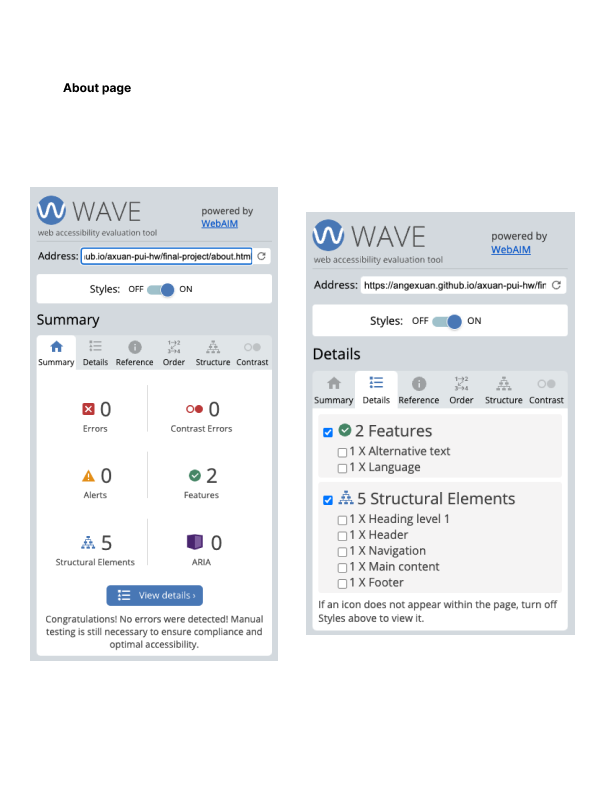 About page
WAVE
web accessibility evaluation tool
powered by
WebAIM
Address: ıub.io/axuan-pui-hw/final-project/about.htm
Styles: OFF ON
Summary
Summary Details Reference Order Structure Contrast
0
Errors
0
Contrast Errors
0
Alerts
2
Features
5
Structural Elements
0
ARIA
View details ›
Congratulations! No errors were detected! Manual
testing is still necessary to ensure compliance and
optimal accessibility.
WAVE
web accessibility evaluation tool
powered by
WebAIM
Address: https://angexuan.github.io/axuan-pui-hw/fir
Styles: OFF ON
Details
Summary Details Reference Order Structure Contrast
2 Features
1 X Alternative text
1 X Language
5 Structural Elements
1 X Heading level 1
1 X Header
1 X Navigation
1 X Main content
1 X Footer
If an icon does not appear within the page, turn off
Styles above to view it.